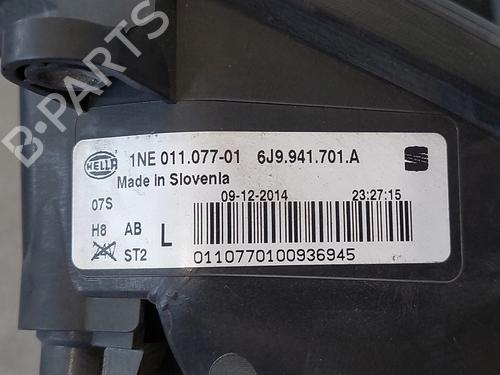 B-PARTS
HELLA 1NE 011.077-01 6J9.941.701.A
Made in Slovenia
09-12-2014 23:27:15
07S
H8 AB
L
ST2
0110770100936945